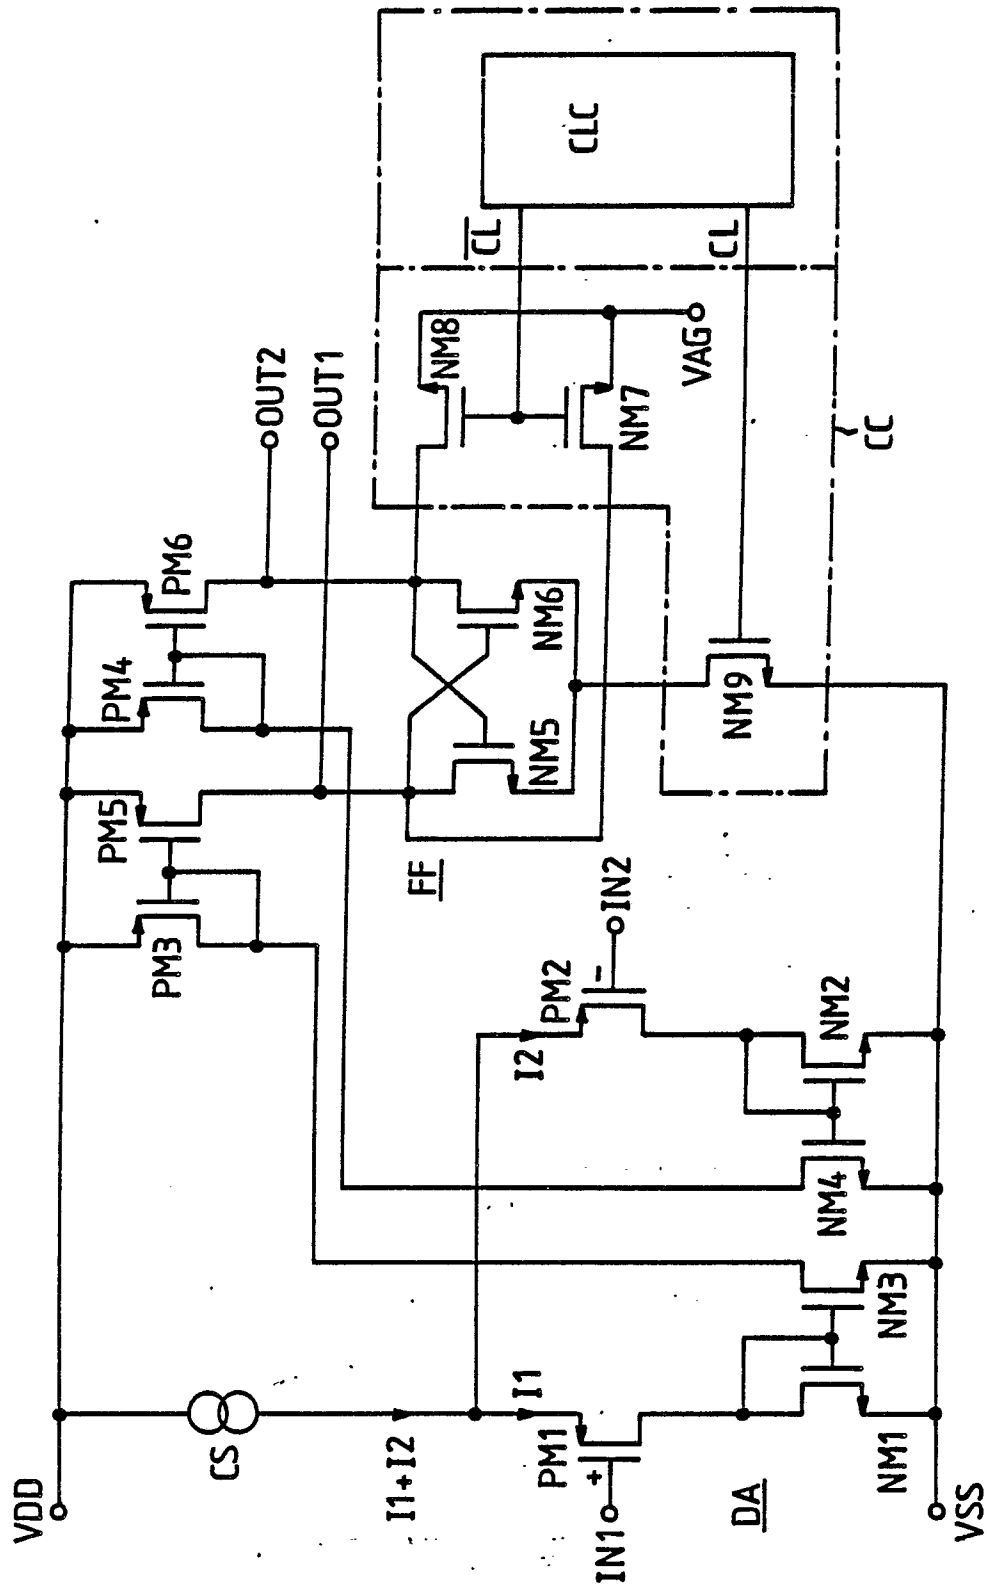 VDD
CS
I1+I2
I1
PM1
+
IN1
DA
NM1
VSS
NM3
NM4
NM2
I2
PM2
-
IN2
PM3
PM5
PM4
PM6
OUT2
OUT1
FF
NM5
NM6
NM9
NM8
NM7
VAG
CL
CL
CLC
CC